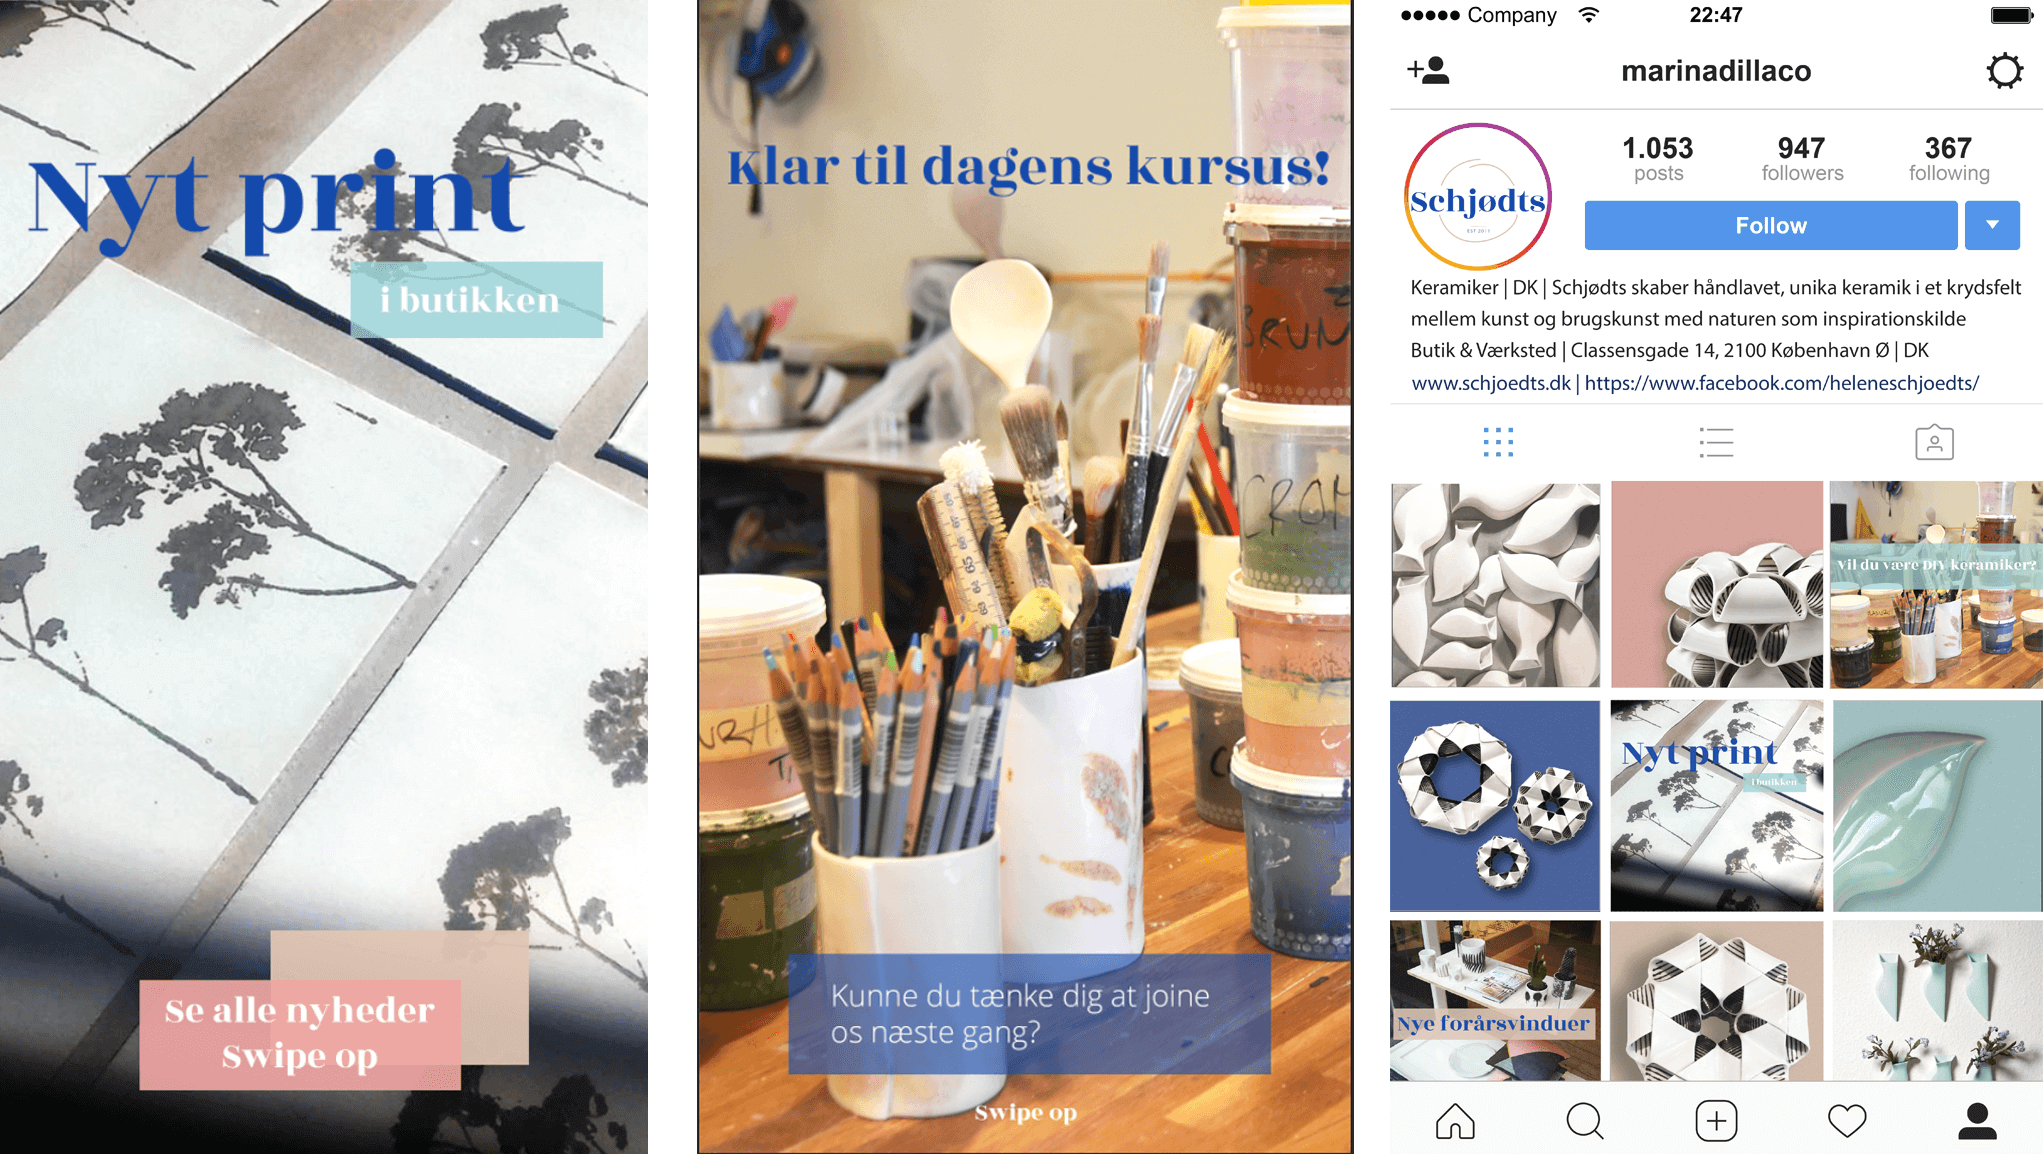 Nyt print
i butikken
Se alle nyheder
Swipe op
Klar til dagens kursus!
BRUN
CROM
Kunne du tænke dig at joine
os næste gang?
Swipe op
Company
22:47
marinadillaco
1.053
posts
947
followers
367
following
Schjødts
EST 2011
Follow
Keramiker | DK | Schjødts skaber håndlavet, unika keramik i et krydsfelt
mellem kunst og brugskunst med naturen som inspirationskilde
Butik & Værksted | Classensgade 14, 2100 København Ø | DK
www.schjoedts.dk | https://www.facebook.com/heleneschjoedts/
Vil du være DIY keramiker?
Nyt print
i butikken
Nye forårsvinduer